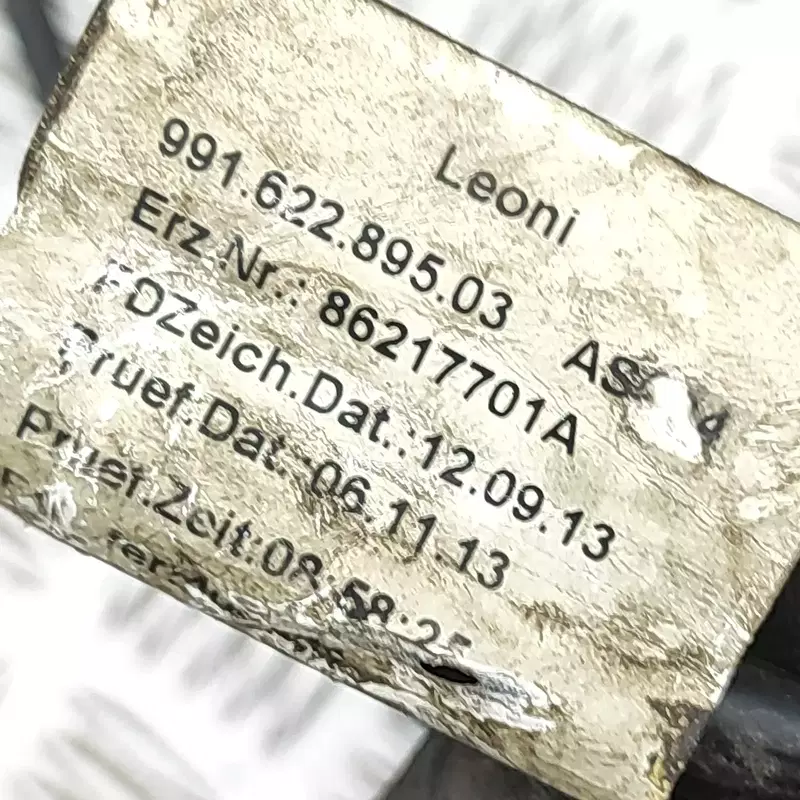 Leoni
991.622.895.03
Erz.Nr.: 86217701A
FDZeich.Dat.:12.09.13
Pruef.Dat.:06.11.13
Pruef.Zeit:08:58:25